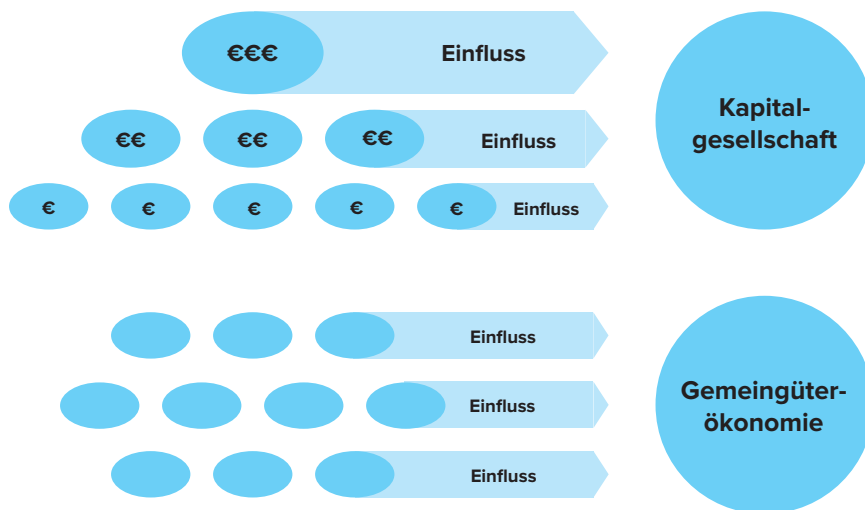 €€€ Einfluss
Kapital-
gesellschaft
€€ €€ €€ Einfluss
€ € € € € Einfluss
Einfluss
Einfluss
Gemeingüter-
ökonomie
Einfluss